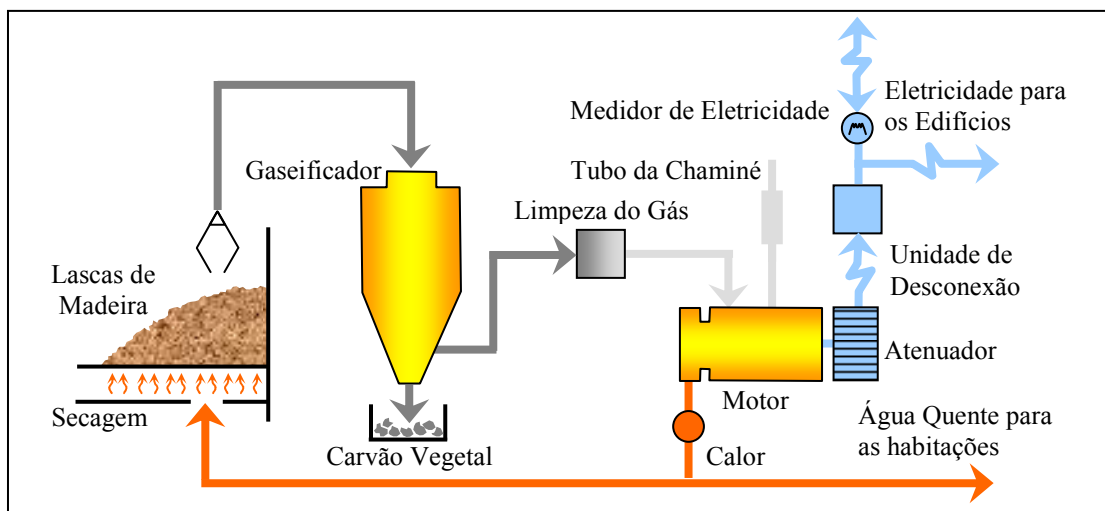 Medidor de Eletricidade
Eletricidade para
os Edifícios
Gaseificador
Tubo da Chaminé
Limpeza do Gás
Lascas de
Madeira
Unidade de
Desconexão
Atenuador
Secagem
Motor
Água Quente para
as habitações
Carvão Vegetal
Calor